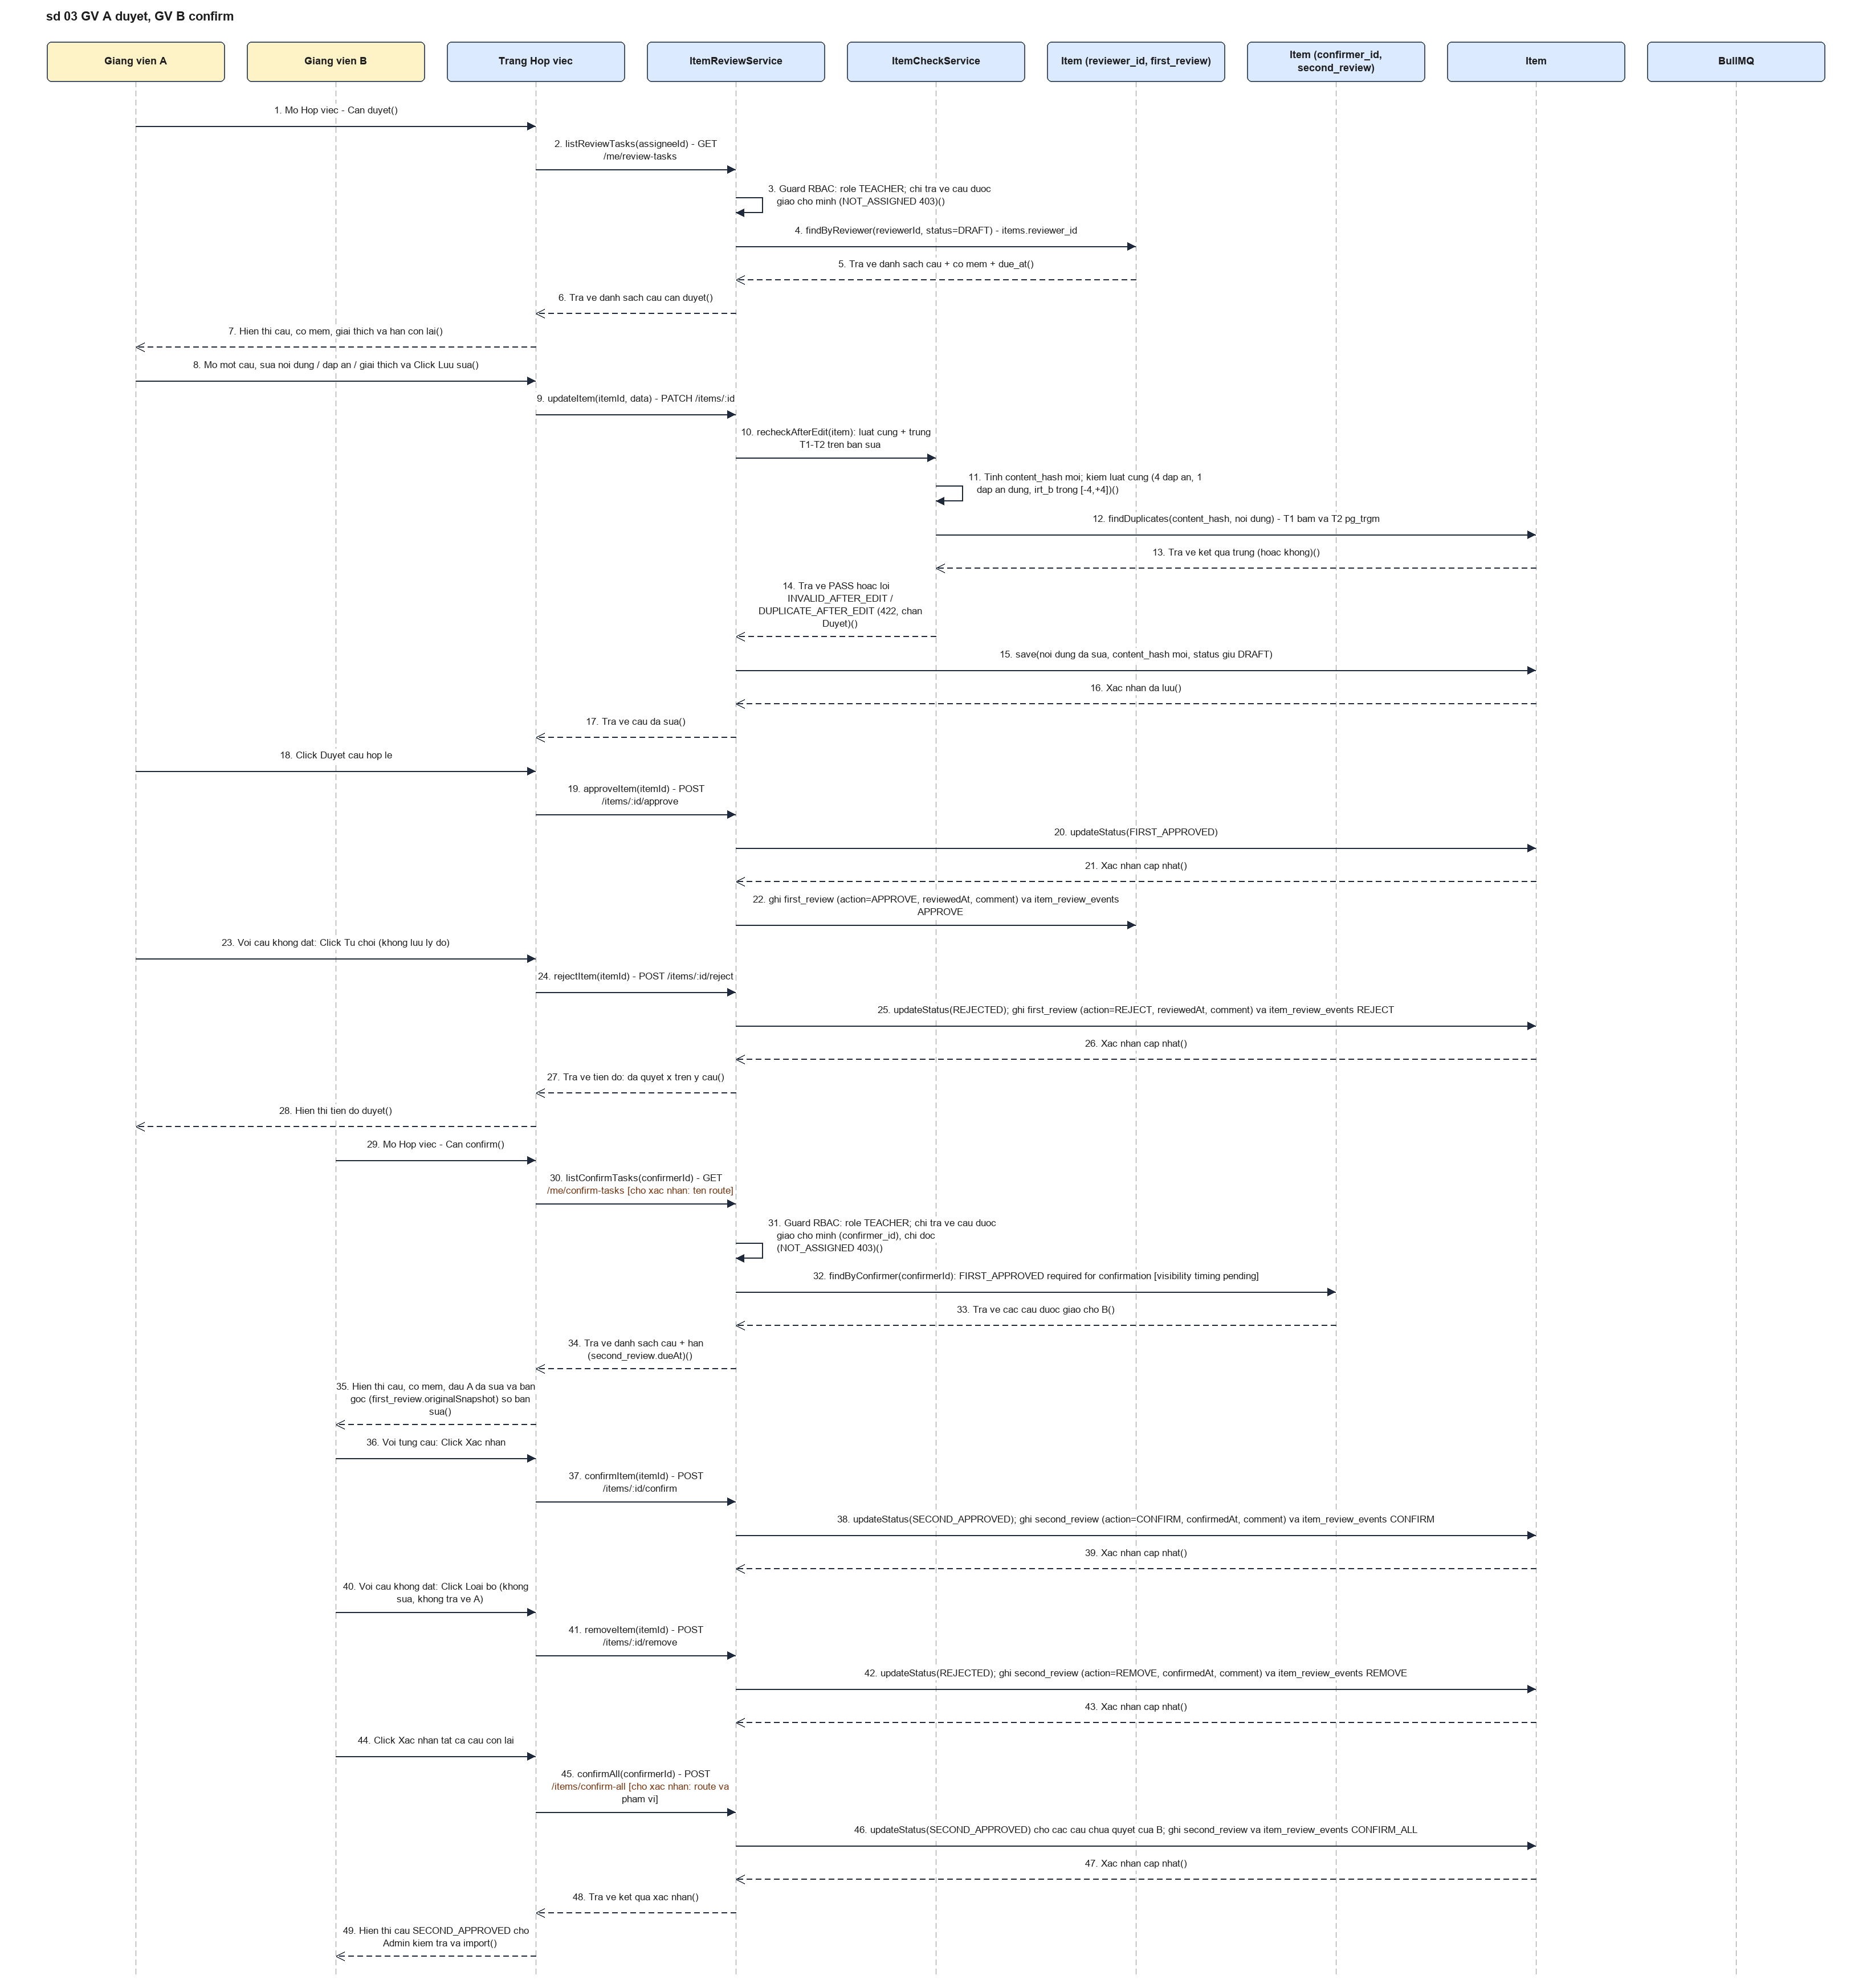 sd 03 GV A duyet, GV B confirm
Giang vien A
Giang vien B
Trang Hop viec
ItemReviewService
ItemCheckService
Item (reviewer_id, first_review)
Item (confirmer_id,
second_review)
Item
BullMQ
1. Mo Hop viec - Can duyet()
2. listReviewTasks(assigneeId) - GET
/me/review-tasks
3. Guard RBAC: role TEACHER; chi tra ve cau duoc
giao cho minh (NOT_ASSIGNED 403)()
4. findByReviewer(reviewerId, status=DRAFT) - items.reviewer_id
5. Tra ve danh sach cau + co mem + due_at()
6. Tra ve danh sach cau can duyet()
7. Hien thi cau, co mem, giai thich va han con lai()
8. Mo mot cau, sua noi dung / dap an / giai thich va Click Luu sua()
9. updateItem(itemId, data) - PATCH /items/:id
10. recheckAfterEdit(item): luat cung + trung
T1-T2 tren ban sua
11. Tinh content_hash moi; kiem luat cung (4 dap an, 1
dap an dung, irt_b trong [-4,+4])()
12. findDuplicates(content_hash, noi dung) - T1 bam va T2 pg_trgm
13. Tra ve ket qua trung (hoac khong)()
14. Tra ve PASS hoac loi
INVALID_AFTER_EDIT /
DUPLICATE_AFTER_EDIT (422, chan
Duyet)()
15. save(noi dung da sua, content_hash moi, status giu DRAFT)
16. Xac nhan da luu()
17. Tra ve cau da sua()
18. Click Duyet cau hop le
19. approveItem(itemId) - POST
/items/:id/approve
20. updateStatus(FIRST_APPROVED)
21. Xac nhan cap nhat()
22. ghi first_review (action=APPROVE, reviewedAt, comment) va item_review_events
APPROVE
23. Voi cau khong dat: Click Tu choi (khong luu ly do)
24. rejectItem(itemId) - POST /items/:id/reject
25. updateStatus(REJECTED); ghi first_review (action=REJECT, reviewedAt, comment) va item_review_events REJECT
26. Xac nhan cap nhat()
27. Tra ve tien do: da quyet x tren y cau()
28. Hien thi tien do duyet()
29. Mo Hop viec - Can confirm()
30. listConfirmTasks(confirmerId) - GET
/me/confirm-tasks [cho xac nhan: ten route]
31. Guard RBAC: role TEACHER; chi tra ve cau duoc
giao cho minh (confirmer_id), chi doc
(NOT_ASSIGNED 403)()
32. findByConfirmer(confirmerId): FIRST_APPROVED required for confirmation [visibility timing pending]
33. Tra ve cac cau duoc giao cho B()
34. Tra ve danh sach cau + han
(second_review.dueAt)()
35. Hien thi cau, co mem, dau A da sua va ban
goc (first_review.originalSnapshot) so ban
sua()
36. Voi tung cau: Click Xac nhan
37. confirmItem(itemId) - POST
/items/:id/confirm
38. updateStatus(SECOND_APPROVED); ghi second_review (action=CONFIRM, confirmedAt, comment) va item_review_events CONFIRM
39. Xac nhan cap nhat()
40. Voi cau khong dat: Click Loai bo (khong
sua, khong tra ve A)
41. removeItem(itemId) - POST
/items/:id/remove
42. updateStatus(REJECTED); ghi second_review (action=REMOVE, confirmedAt, comment) va item_review_events REMOVE
43. Xac nhan cap nhat()
44. Click Xac nhan tat ca cau con lai
45. confirmAll(confirmerId) - POST
/items/confirm-all [cho xac nhan: route va
pham vi]
46. updateStatus(SECOND_APPROVED) cho cac cau chua quyet cua B; ghi second_review va item_review_events CONFIRM_ALL
47. Xac nhan cap nhat()
48. Tra ve ket qua xac nhan()
49. Hien thi cau SECOND_APPROVED cho
Admin kiem tra va import()